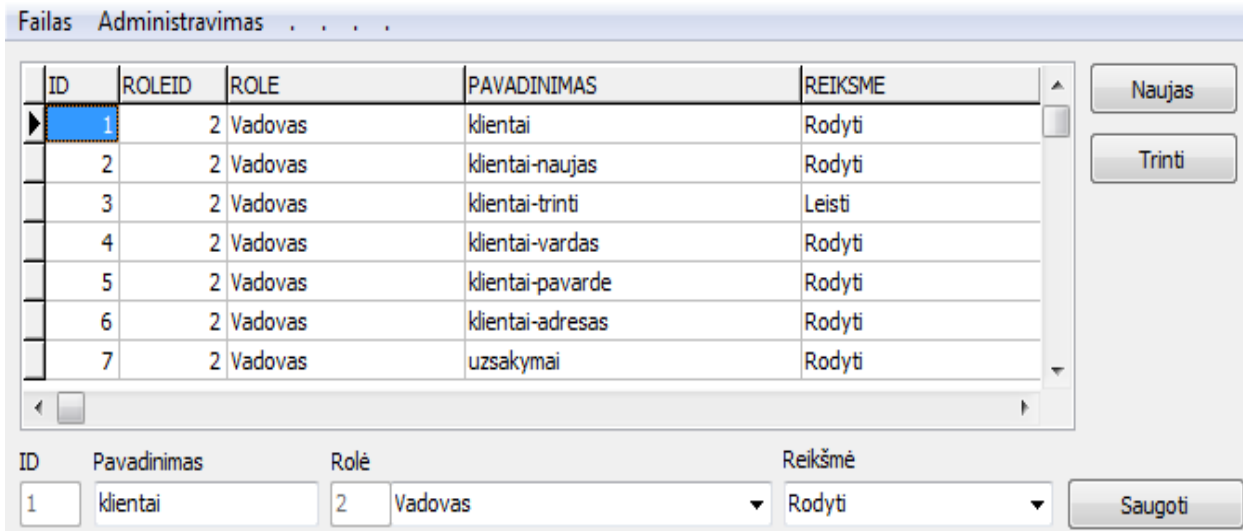 Failas Administravimas . . . .
ID ROLEID ROLE PAVADINIMAS REIKSME
1 2 Vadovas klientai Rodyti
2 2 Vadovas klientai-naujas Rodyti
3 2 Vadovas klientai-trinti Leisti
4 2 Vadovas klientai-vardas Rodyti
5 2 Vadovas klientai-pavarde Rodyti
6 2 Vadovas klientai-adresas Rodyti
7 2 Vadovas uzsakymai Rodyti
Naujas
Trinti
ID Pavadinimas Rolė Reikšmė
1 klientai 2 Vadovas Rodyti Saugoti